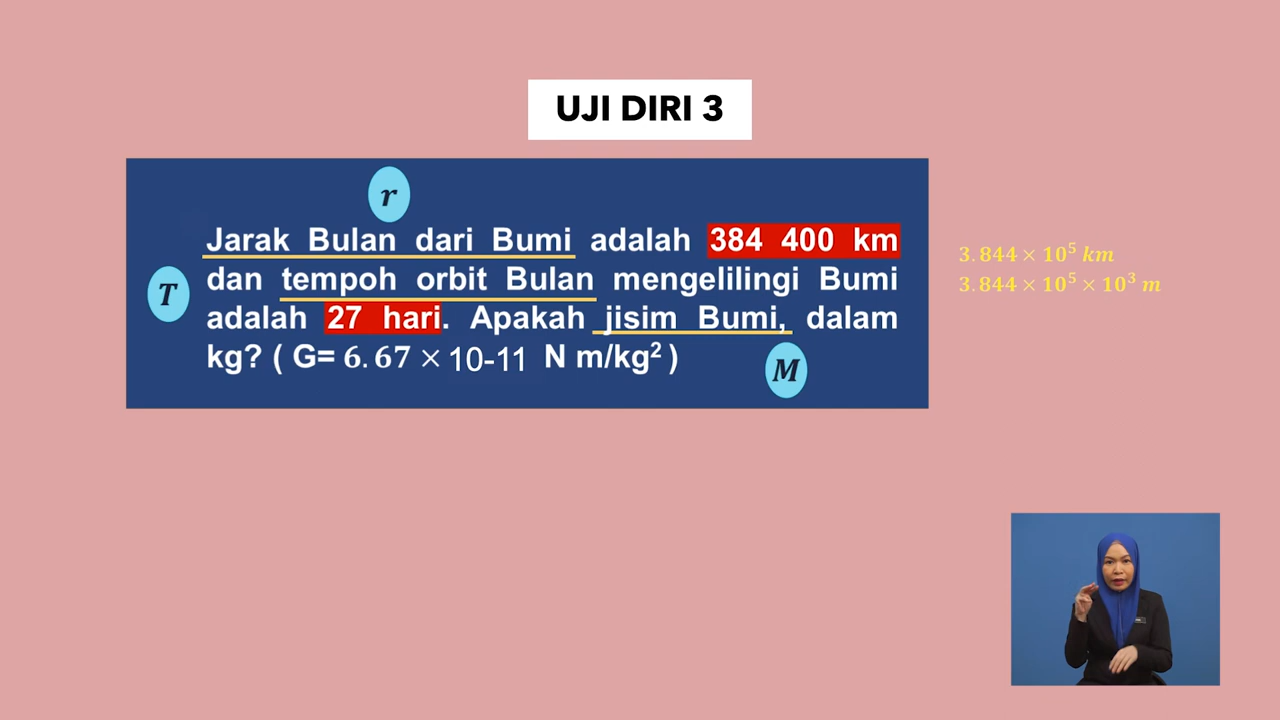 UJI DIRI 3
r
Jarak Bulan dari Bumi adalah 384 400 km
dan tempoh orbit Bulan mengelilingi Bumi
T
adalah 27 hari. Apakah jisim Bumi, dalam
kg? ( G= 6.67 × 10-11 N m/kg² )
M
3.844 × 10⁵ km
3.844 × 10⁵ × 10³ m